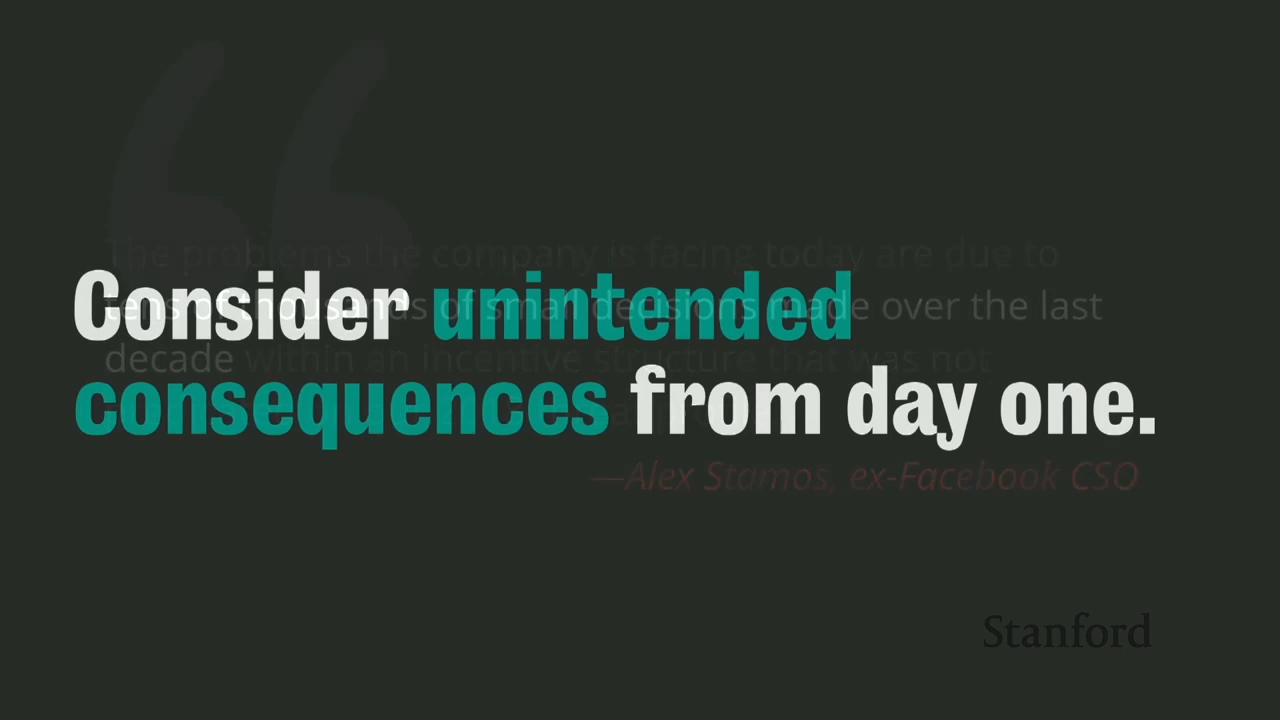 The problems the company is facing today are due to
Consider unintended
tens of thousands of small decisions made over the last
decade within an incentive structure that was not
consequences from day one.
—Alex Stamos, ex-Facebook CSO
Stanford